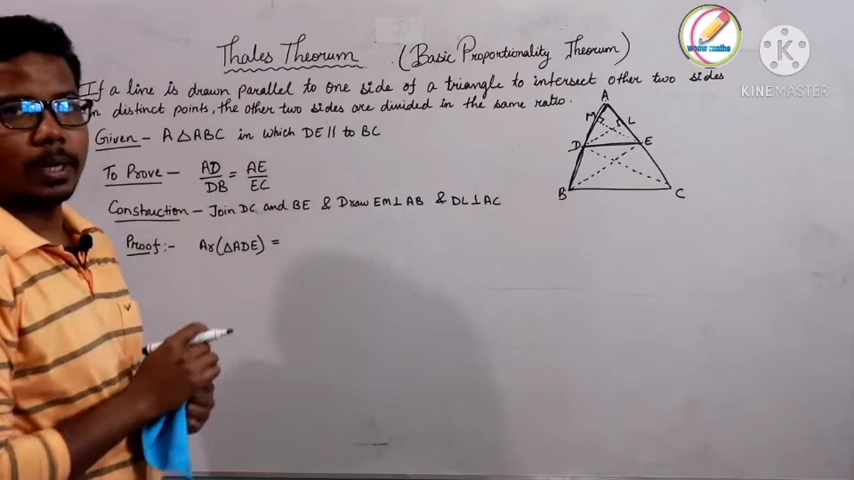 Thales Theorum (Basic Proportionality Theorum)
If a line is drawn parallel to one side of a triangle to intersect other two sides
in distinct points, the other two sides are divided in the same ratio.
Given - A △ABC in which DE || to BC
To Prove - AD/DB = AE/EC
Construction - Join DC and BE & Draw EM⊥AB & DL⊥AC
Proof:- Ar(△ADE) =
A
M L
D E
B C
woow maths
K
KINEMASTER